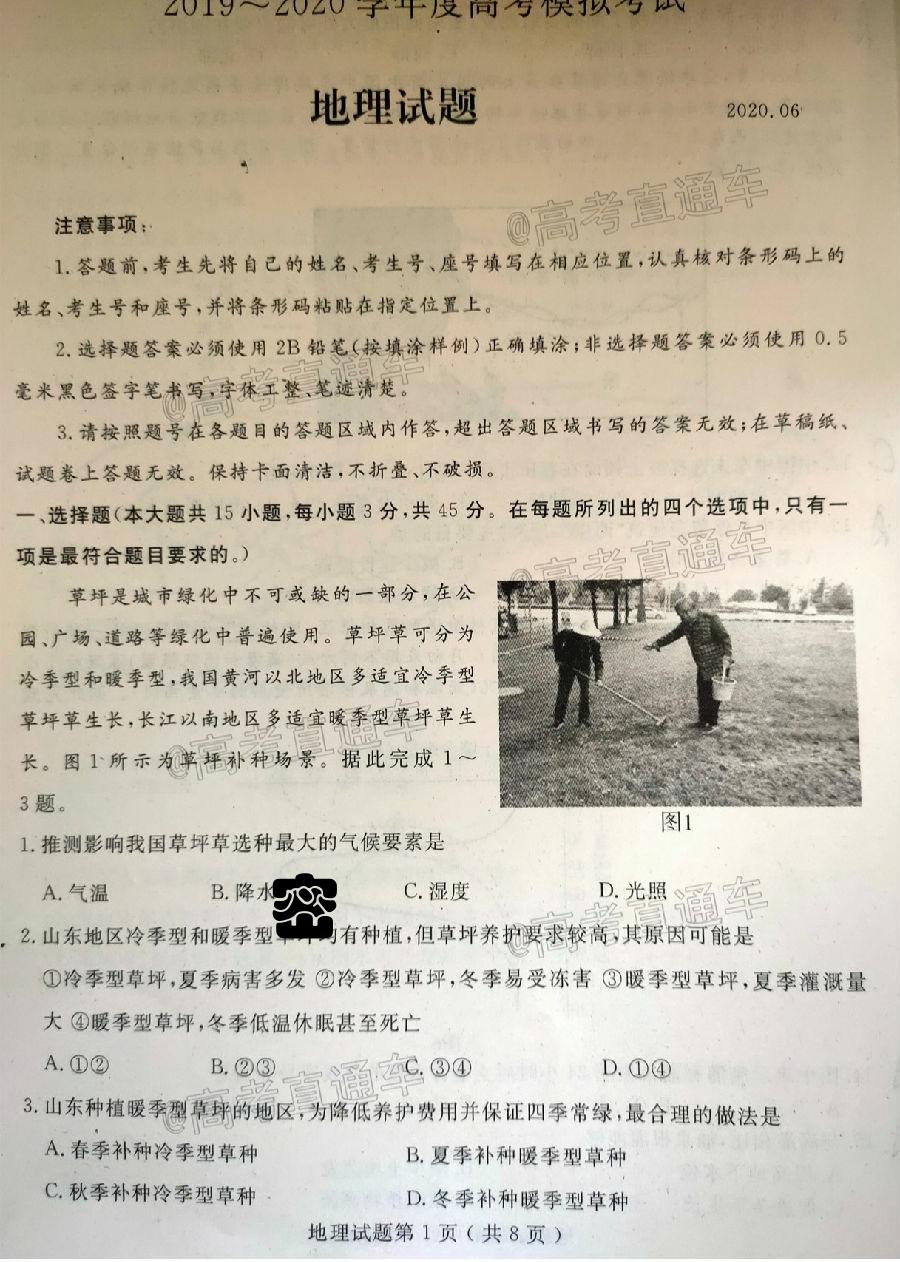 2019～2020学年度高考模拟考试
地理试题
2020.06
@高考直通车
注意事项：
1.答题前，考生先将自己的姓名、考生号、座号填写在相应位置，认真核对条形码上的
姓名、考生号和座号，并将条形码粘贴在指定位置上。
2.选择题答案必须使用2B铅笔（按填涂样例）正确填涂；非选择题答案必须使用0.5
毫米黑色签字笔书写，字体工整、笔迹清楚。
@高考直通车
3.请按照题号在各题目的答题区域内作答，超出答题区域书写的答案无效；在草稿纸、
试题卷上答题无效。保持卡面清洁，不折叠、不破损。
一、选择题（本大题共15小题，每小题3分，共45分。在每题所列出的四个选项中，只有一
项是最符合题目要求的。）
@高考直通车
草坪是城市绿化中不可或缺的一部分，在公
园、广场、道路等绿化中普遍使用。草坪草可分为
冷季型和暖季型，我国黄河以北地区多适宜冷季型
草坪草生长，长江以南地区多适宜暖季型草坪草生
长。图1所示为草坪补种场景。据此完成1～
3题。
@高考直通车
图1
1.推测影响我国草坪草选种最大的气候要素是
A.气温 B.降水 C.湿度 D.光照
@高考直通车
2.山东地区冷季型和暖季型 均有种植，但草坪养护要求较高，其原因可能是
①冷季型草坪，夏季病害多发 ②冷季型草坪，冬季易受冻害 ③暖季型草坪，夏季灌溉量
大 ④暖季型草坪，冬季低温休眠甚至死亡
A.①② B.②③ C.③④ D.①④
@高考直通车
3.山东种植暖季型草坪的地区，为降低养护费用并保证四季常绿，最合理的做法是
A.春季补种冷季型草种 B.夏季补种暖季型草种
C.秋季补种冷季型草种 D.冬季补种暖季型草种
地理试题第1页（共8页）